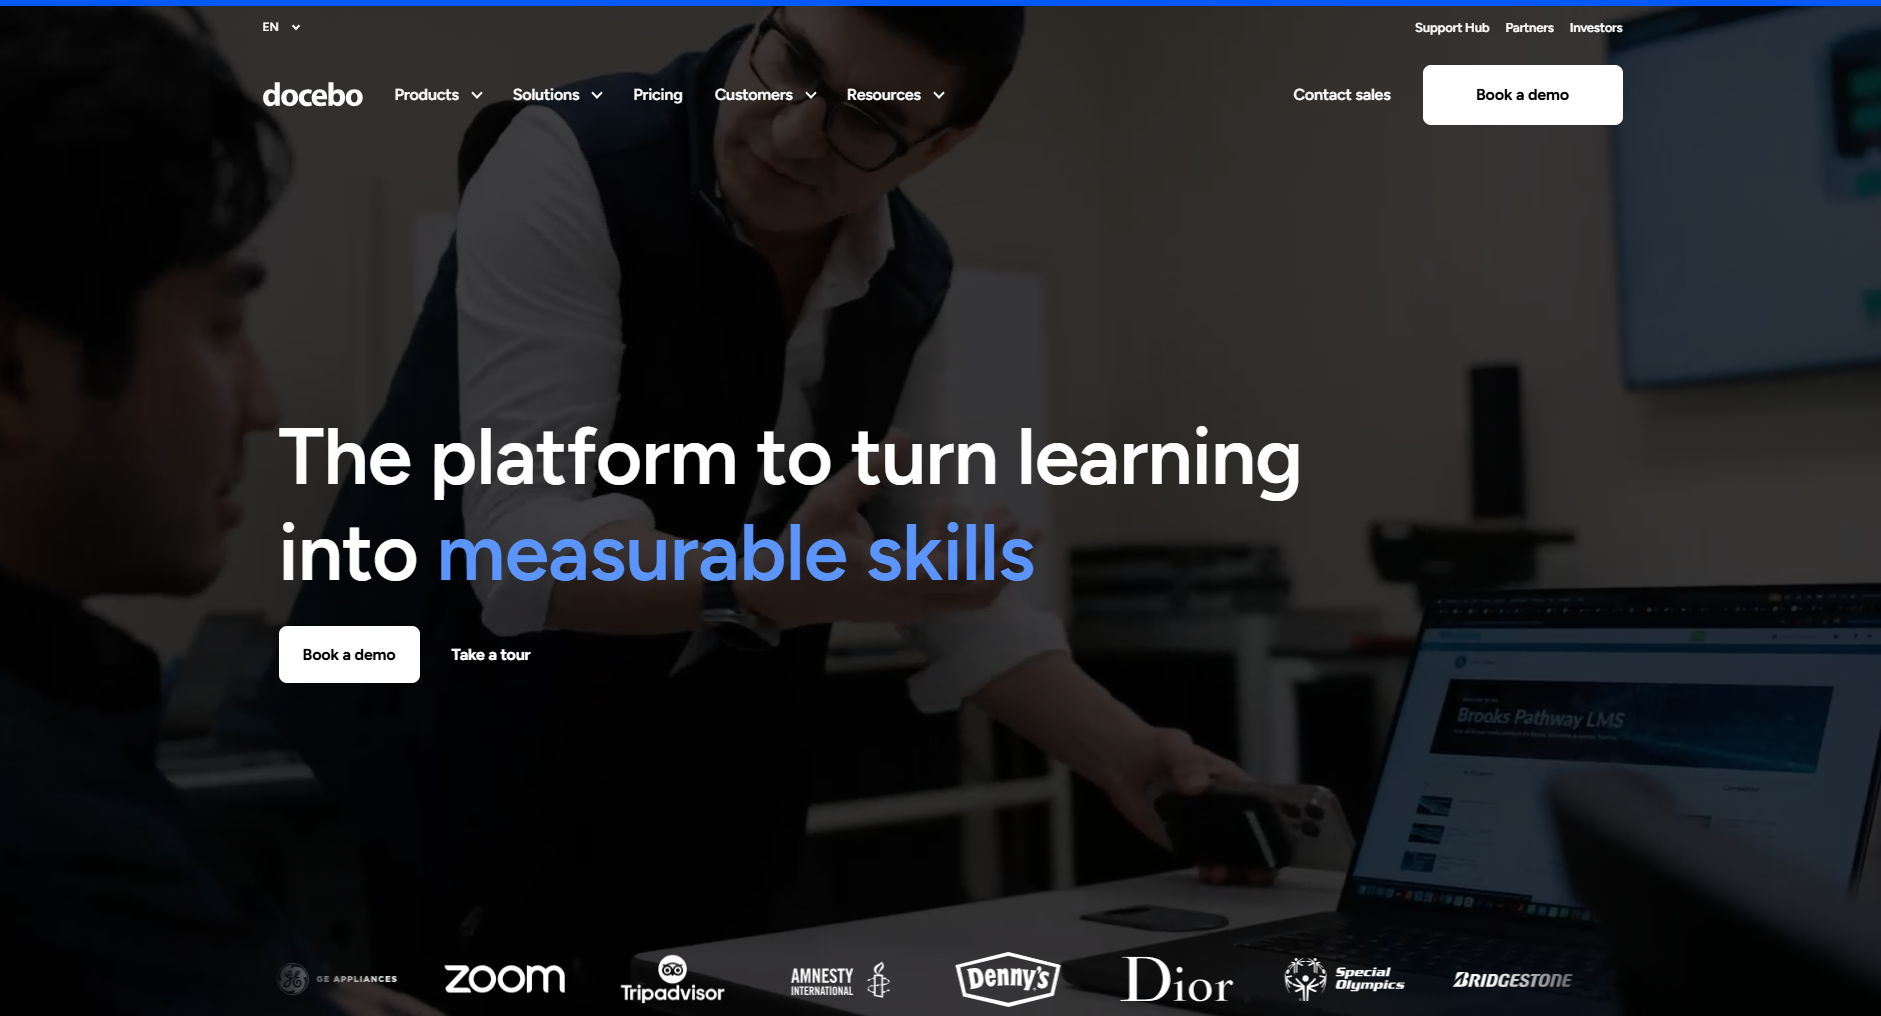 EN
Support Hub Partners Investors
docebo Products Solutions Pricing Customers Resources Contact sales Book a demo
The platform to turn learning
into measurable skills
Book a demo Take a tour
Brooks Pathway LMS
GE APPLIANCES
zoom
Tripadvisor
AMNESTY
INTERNATIONAL
Denny's
Dior
Special
Olympics
BRIDGESTONE